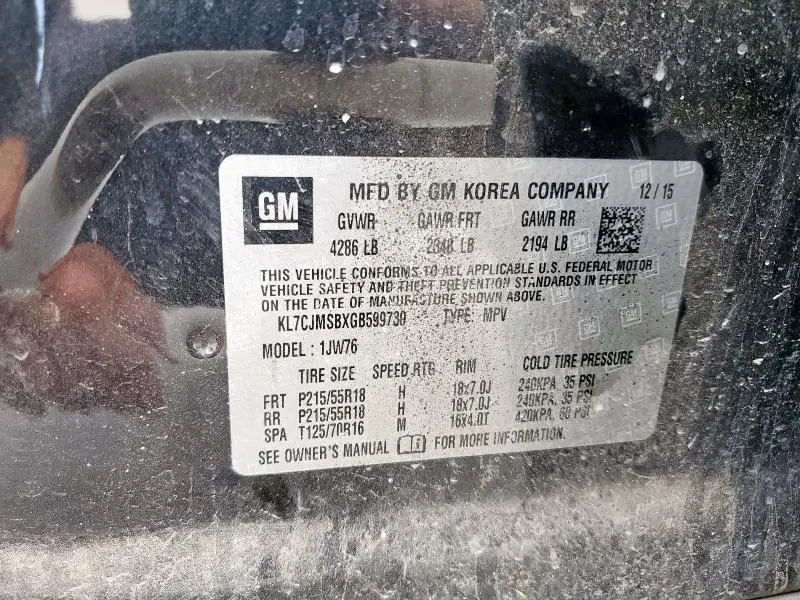 GM MFD BY GM KOREA COMPANY 12/15
GVWR GAWR FRT GAWR RR
4286 LB 2348 LB 2194 LB
THIS VEHICLE CONFORMS TO ALL APPLICABLE U.S. FEDERAL MOTOR
VEHICLE SAFETY AND THEFT PREVENTION STANDARDS IN EFFECT
ON THE DATE OF MANUFACTURE SHOWN ABOVE.
KL7CJMSBXGB599730 TYPE: MPV
MODEL : 1JW76
TIRE SIZE SPEED RTG RIM COLD TIRE PRESSURE
FRT P215/55R18 H 18x7.0J 240KPA, 35 PSI
RR P215/55R18 H 18x7.0J 240KPA, 35 PSI
SPA T125/70R16 M 16x4.0T 420KPA, 60 PSI
SEE OWNER'S MANUAL FOR MORE INFORMATION.